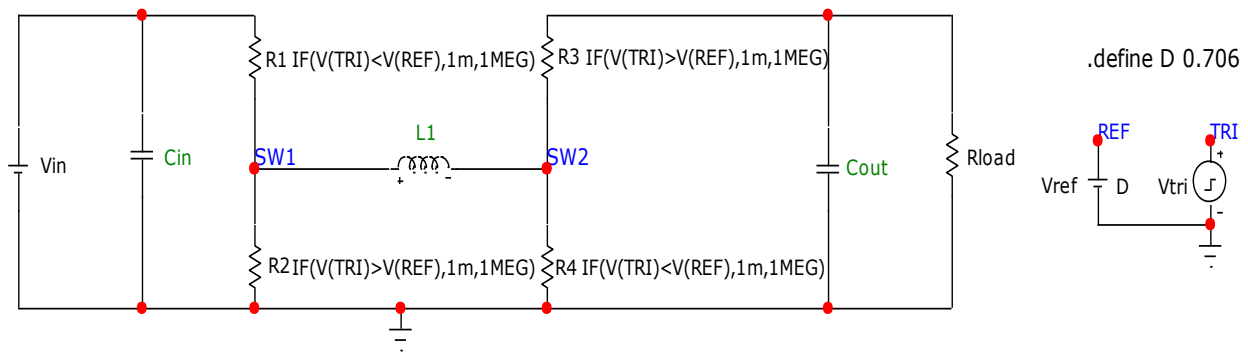 R1 IF(V(TRI)<V(REF),1m,1MEG)
R3 IF(V(TRI)>V(REF),1m,1MEG)
.define D 0.706
L1
REF
TRI
Vin
Cin
SW1
SW2
Cout
Rload
Vref
D
Vtri
+
-
+
-
R2 IF(V(TRI)>V(REF),1m,1MEG)
R4 IF(V(TRI)<V(REF),1m,1MEG)